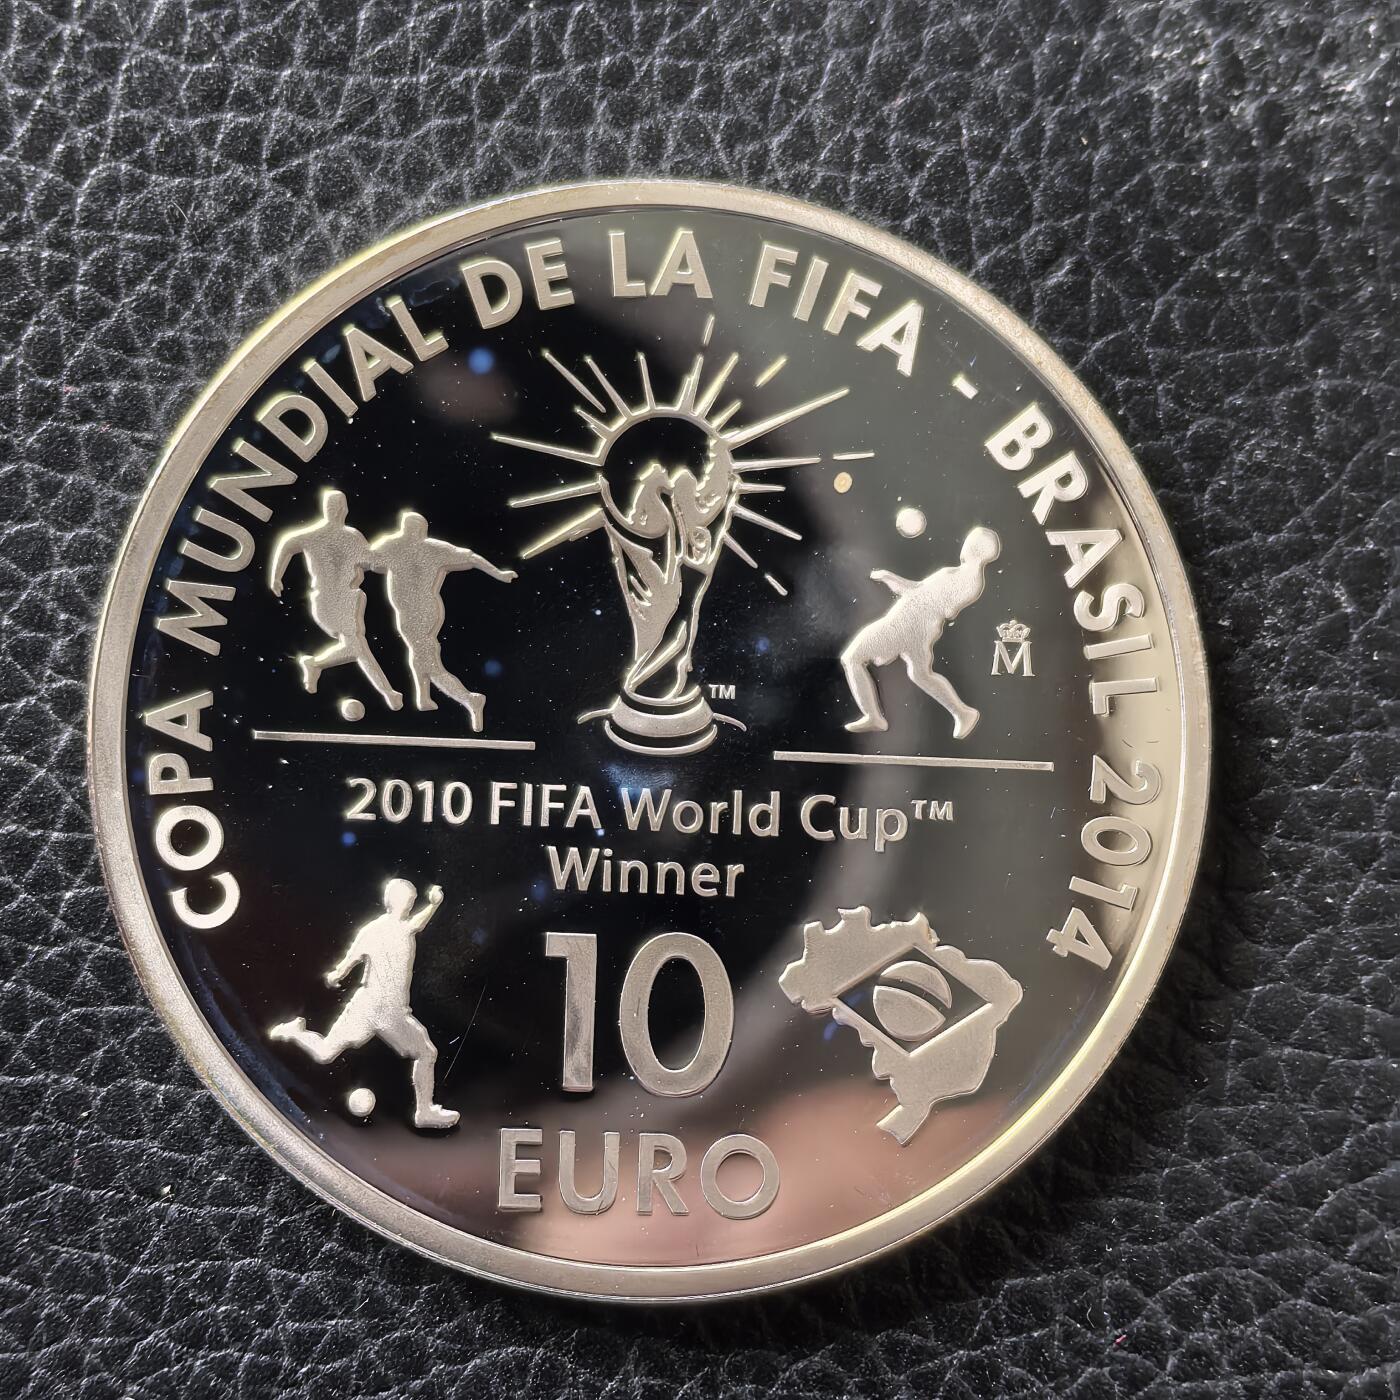 COPA MUNDIAL DE LA FIFA - BRASIL 2014
TM
M
2010 FIFA World Cup™
Winner
10
EURO